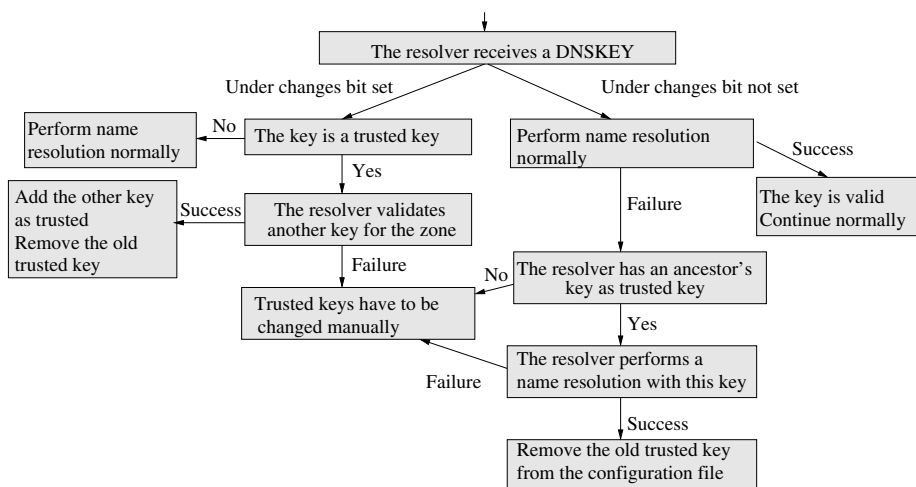 The resolver receives a DNSKEY
Under changes bit set
Under changes bit not set
Perform name
resolution normally
No
The key is a trusted key
Perform name resolution
normally
Success
Yes
Add the other key
as trusted
Remove the old
trusted key
Success
The resolver validates
another key for the zone
Failure
The key is valid
Continue normally
Failure
No
The resolver has an ancestor's
key as trusted key
Trusted keys have to be
changed manually
Yes
The resolver performs a
name resolution with this key
Failure
Success
Remove the old trusted key
from the configuration file